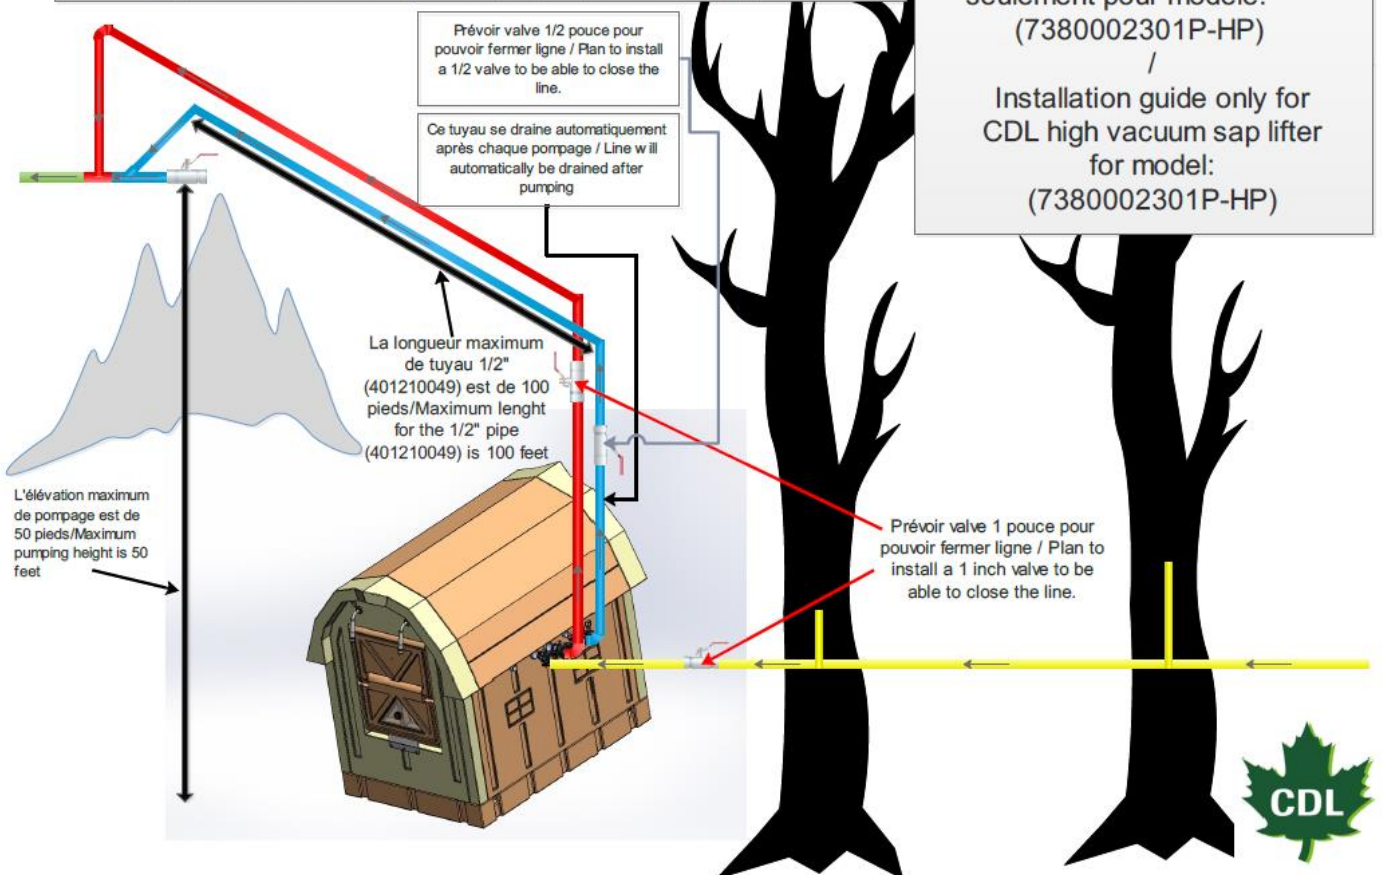 Prévoir valve 1/2 pouce pour
pouvoir fermer ligne / Plan to install
a 1/2 valve to be able to close the
line.
Ce tuyau se draine automatiquement
après chaque pompage / Line will
automatically be drained after
pumping
seulement pour modèle:
(7380002301P-HP)
/
Installation guide only for
CDL high vacuum sap lifter
for model:
(7380002301P-HP)
La longueur maximum
de tuyau 1/2"
(401210049) est de 100
pieds/Maximum lenght
for the 1/2" pipe
(401210049) is 100 feet
L'élévation maximum
de pompage est de
50 pieds/Maximum
pumping height is 50
feet
Prévoir valve 1 pouce pour
pouvoir fermer ligne / Plan to
install a 1 inch valve to be
able to close the line.
CDL